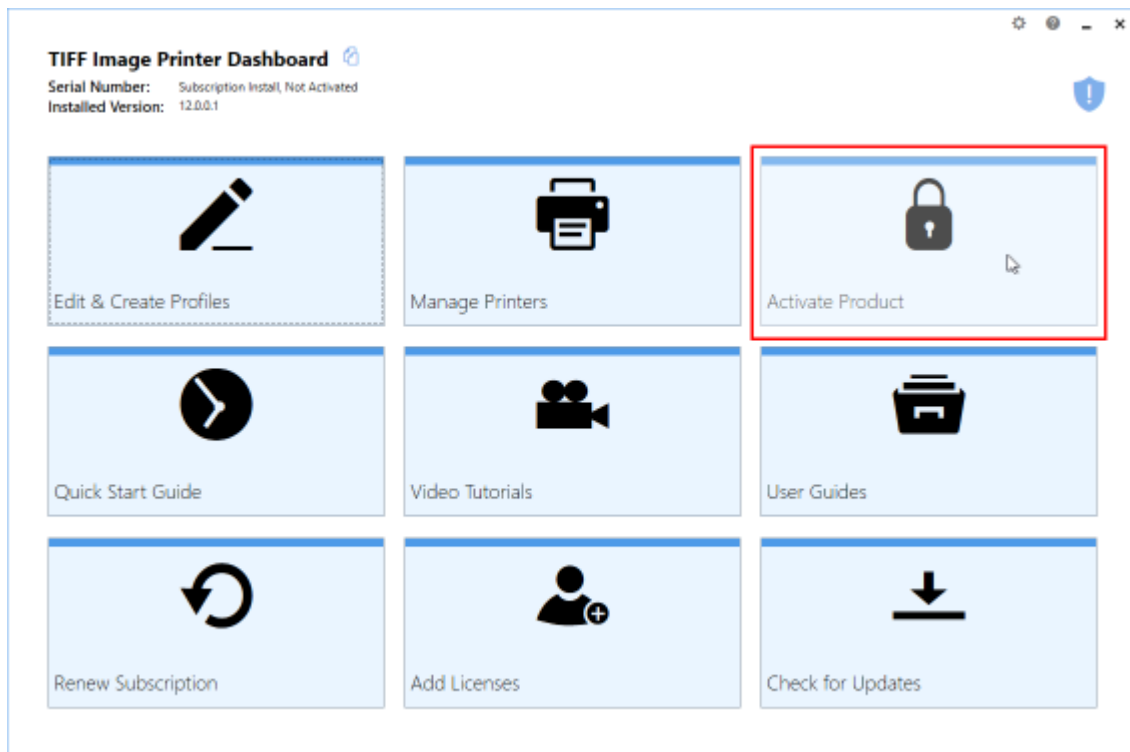 TIFF Image Printer Dashboard
Serial Number: Subscription Install, Not Activated
Installed Version: 12.0.0.1
Edit & Create Profiles
Manage Printers
Activate Product
Quick Start Guide
Video Tutorials
User Guides
Renew Subscription
Add Licenses
Check for Updates